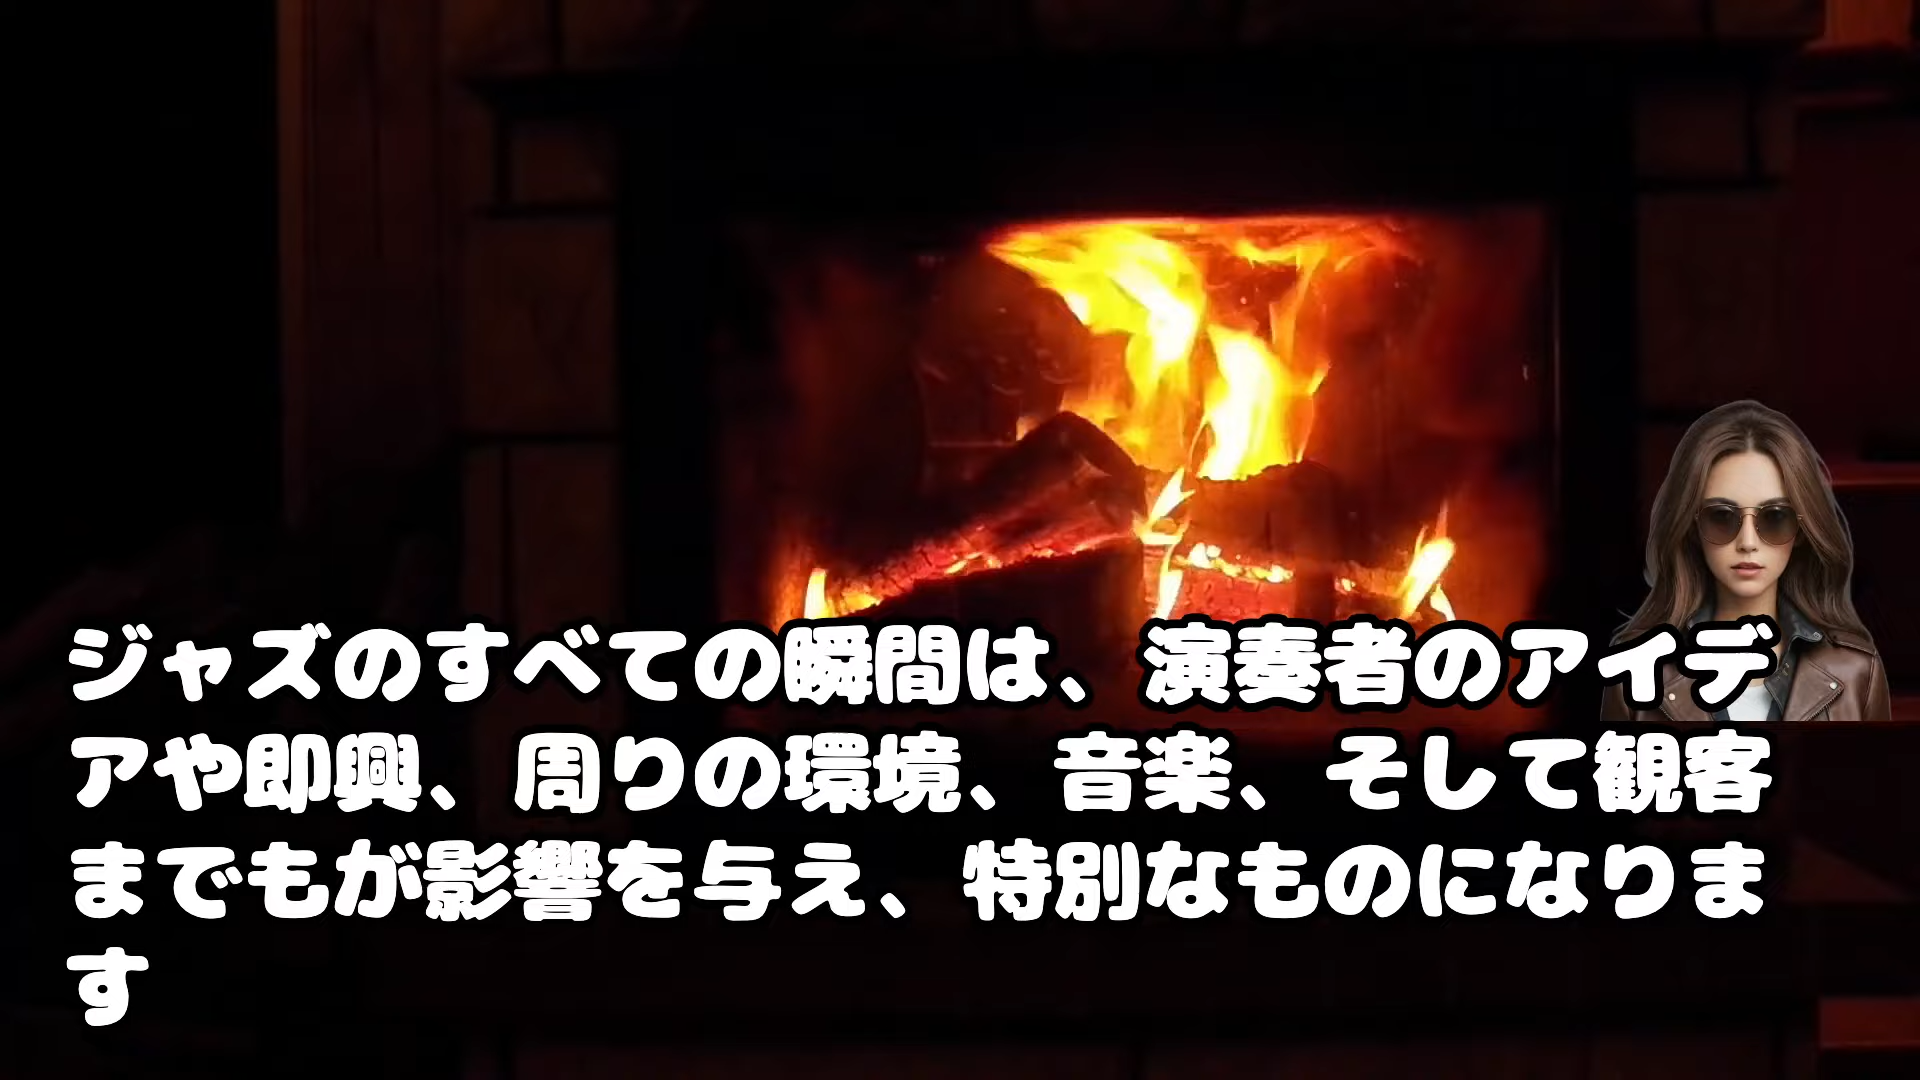 ジャズのすべての瞬間は、演奏者のアイデ
アや即興、周りの環境、音楽、そして観客
までもが影響を与え、特別なものになりま
す